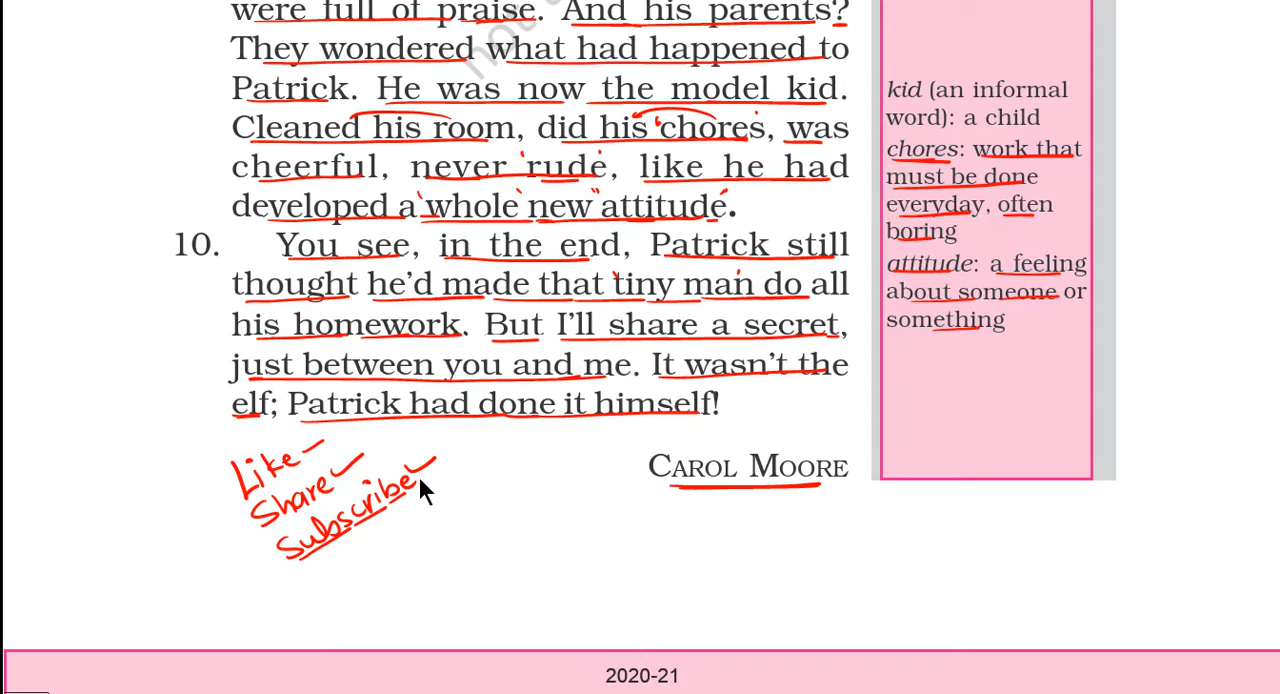 were full of praise. And his parents?
They wondered what had happened to
Patrick. He was now the model kid.
Cleaned his room, did his chores, was
cheerful, never rude, like he had
developed a whole new attitude.
10. You see, in the end, Patrick still
thought he’d made that tiny man do all
his homework. But I’ll share a secret,
just between you and me. It wasn’t the
elf; Patrick had done it himself!
CAROL MOORE
kid (an informal
word): a child
chores: work that
must be done
everyday, often
boring
attitude: a feeling
about someone or
something
Like
Share
Subscribe
2020-21